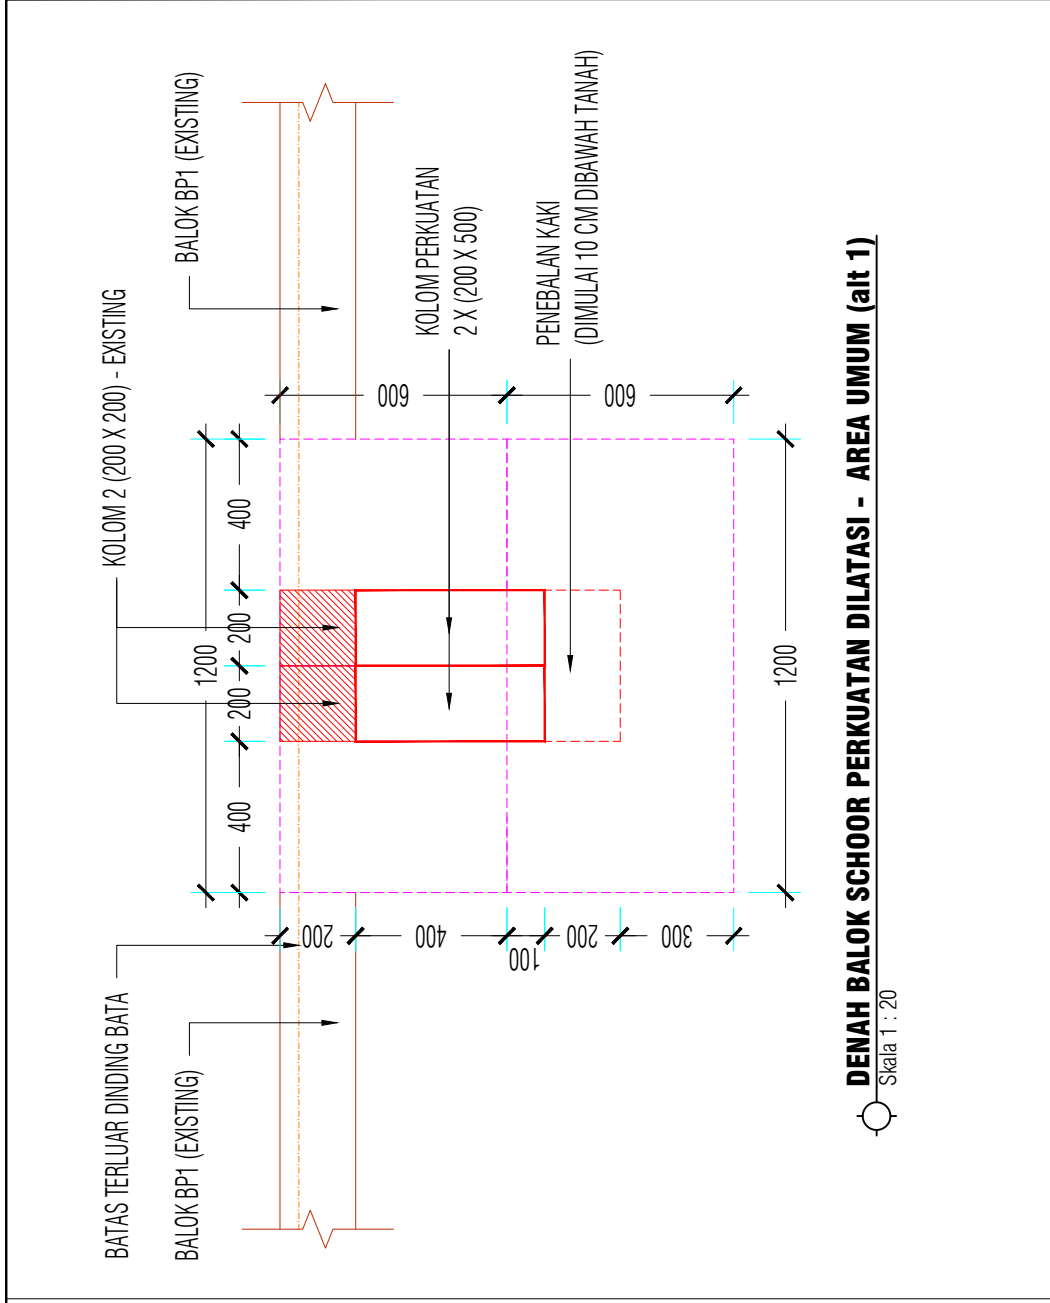 BATAS TERLUAR DINDING BATA
BALOK BP1 (EXISTING)
KOLOM 2 (200 X 200) - EXISTING
BALOK BP1 (EXISTING)
KOLOM PERKUATAN
2 X (200 X 500)
PENEBALAN KAKI
(DIMULAI 10 CM DIBAWAH TANAH)
1200
400
200
200
400
600
600
200
400
100
200
300
1200
DENAH BALOK SCHOOR PERKUATAN DILATASI - AREA UMUM (alt 1)
Skala 1 : 20